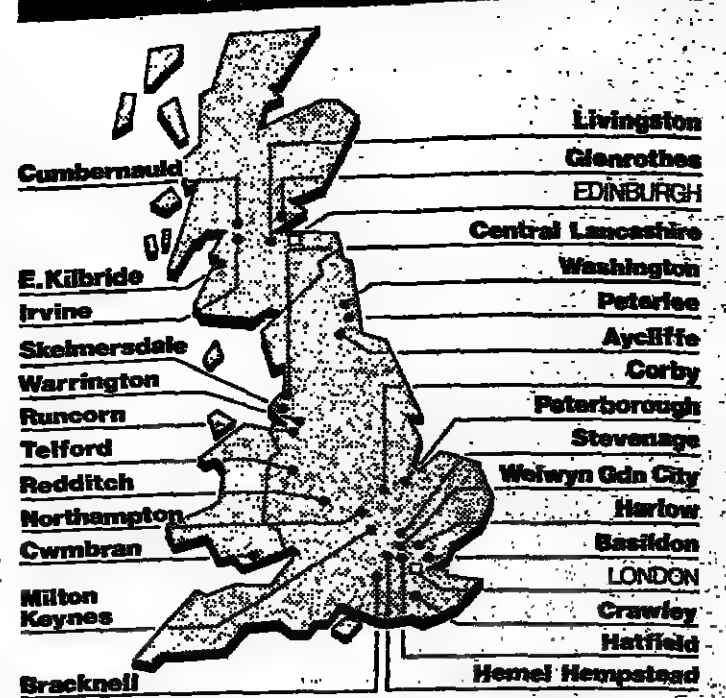 Cumbernauld
E.Kilbride
Irvine
Skelmersdale
Warrington
Runcorn
Telford
Redditch
Northampton
Cwmbran
Milton
Keynes
Bracknell
Livingston
Glenrothes
EDINBURGH
Central Lancashire
Washington
Peterlee
Aycliffe
Corby
Peterborough
Stevenage
Welwyn Gdn City
Harlow
Basildon
LONDON
Crawley
Hatfield
Hemel Hempstead